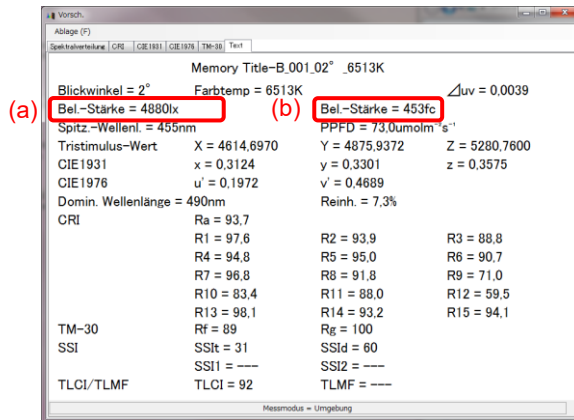 Vorsch.
Ablage (F)
Spektralverteilung CRI CIE1931 CIE1976 TM-30 Text
Memory Title-B_001_02° _6513K
Blickwinkel = 2° Farbtemp = 6513K ⊿uv = 0,0039
(a) Bel.-Stärke = 4880lx (b) Bel.-Stärke = 453fc
Spitz.-Wellenl. = 455nm PPFD = 73,0umolm⁻²s⁻¹
Tristimulus-Wert X = 4614,6970 Y = 4875,9372 Z = 5280,7600
CIE1931 x = 0,3124 y = 0,3301 z = 0,3575
CIE1976 u' = 0,1972 v' = 0,4689
Domin. Wellenlänge = 490nm Reinh. = 7,3%
CRI Ra = 93,7
R1 = 97,6 R2 = 93,9 R3 = 88,8
R4 = 94,8 R5 = 95,0 R6 = 90,7
R7 = 96,8 R8 = 91,8 R9 = 71,0
R10 = 83,4 R11 = 88,0 R12 = 59,5
R13 = 98,1 R14 = 93,2 R15 = 94,1
TM-30 Rf = 89 Rg = 100
SSI SSIt = 31 SSId = 60
SSI1 = --- SSI2 = ---
TLCI/TLMF TLCI = 92 TLMF = ---
Messmodus = Umgebung